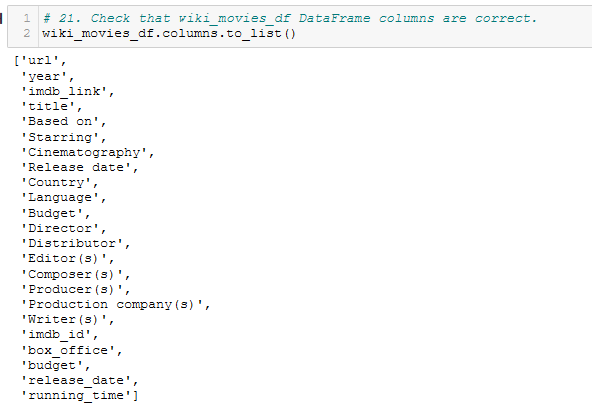 1 # 21. Check that wiki_movies_df DataFrame columns are correct.
2 wiki_movies_df.columns.to_list()
['url',
'year',
'imdb_link',
'title',
'Based on',
'Starring',
'Cinematography',
'Release date',
'Country',
'Language',
'Budget',
'Director',
'Distributor',
'Editor(s)',
'Composer(s)',
'Producer(s)',
'Production company(s)',
'Writer(s)',
'imdb_id',
'box_office',
'budget',
'release_date',
'running_time']